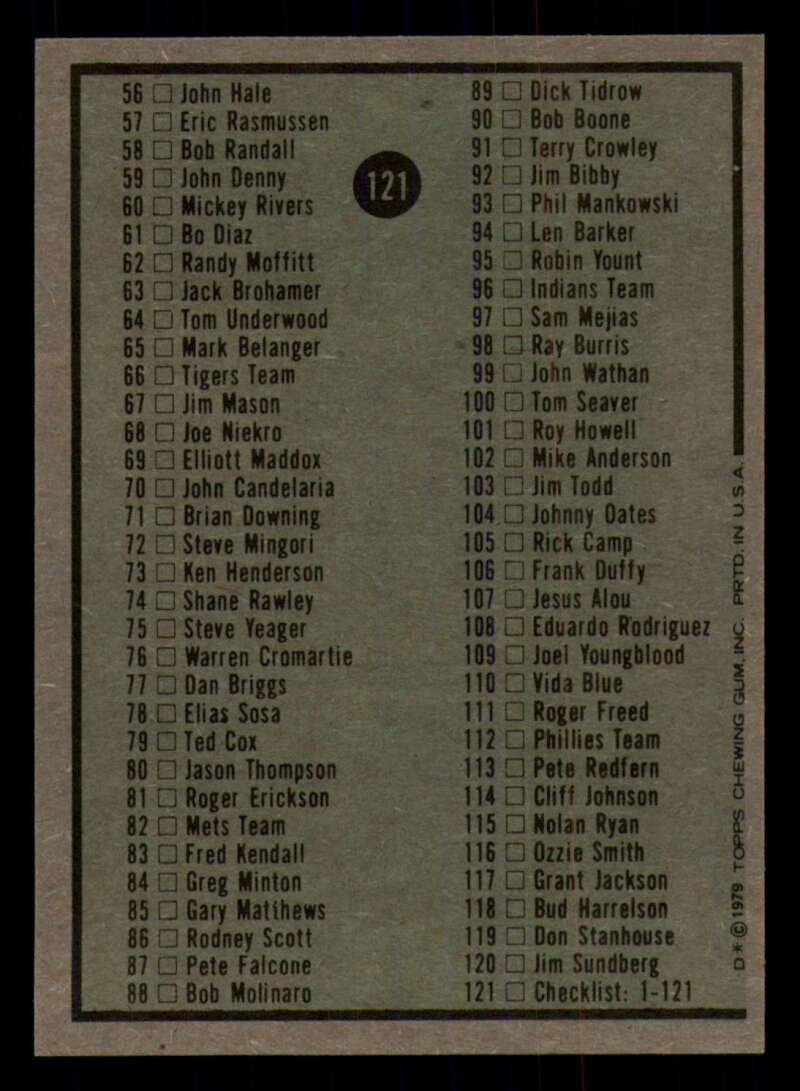 56 □ John Hale
57 □ Eric Rasmussen
58 □ Bob Randall
59 □ John Denny
60 □ Mickey Rivers
61 □ Bo Diaz
62 □ Randy Moffitt
63 □ Jack Brohamer
64 □ Tom Underwood
65 □ Mark Belanger
66 □ Tigers Team
67 □ Jim Mason
68 □ Joe Niekro
69 □ Elliott Maddox
70 □ John Candelaria
71 □ Brian Downing
72 □ Steve Mingori
73 □ Ken Henderson
74 □ Shane Rawley
75 □ Steve Yeager
76 □ Warren Cromartie
77 □ Dan Briggs
78 □ Elias Sosa
79 □ Ted Cox
80 □ Jason Thompson
81 □ Roger Erickson
82 □ Mets Team
83 □ Fred Kendall
84 □ Greg Minton
85 □ Gary Matthews
86 □ Rodney Scott
87 □ Pete Falcone
88 □ Bob Molinaro
121
89 □ Dick Tidrow
90 □ Bob Boone
91 □ Terry Crowley
92 □ Jim Bibby
93 □ Phil Mankowski
94 □ Len Barker
95 □ Robin Yount
96 □ Indians Team
97 □ Sam Mejias
98 □ Ray Burris
99 □ John Wathan
100 □ Tom Seaver
101 □ Roy Howell
102 □ Mike Anderson
103 □ Jim Todd
104 □ Johnny Oates
105 □ Rick Camp
106 □ Frank Duffy
107 □ Jesus Alou
108 □ Eduardo Rodriguez
109 □ Joel Youngblood
110 □ Vida Blue
111 □ Roger Freed
112 □ Phillies Team
113 □ Pete Redfern
114 □ Cliff Johnson
115 □ Nolan Ryan
116 □ Ozzie Smith
117 □ Grant Jackson
118 □ Bud Harrelson
119 □ Don Stanhouse
120 □ Jim Sundberg
121 □ Checklist: 1-121
D * © 1979 TOPPS CHEWING GUM, INC. PRTD. IN U S A